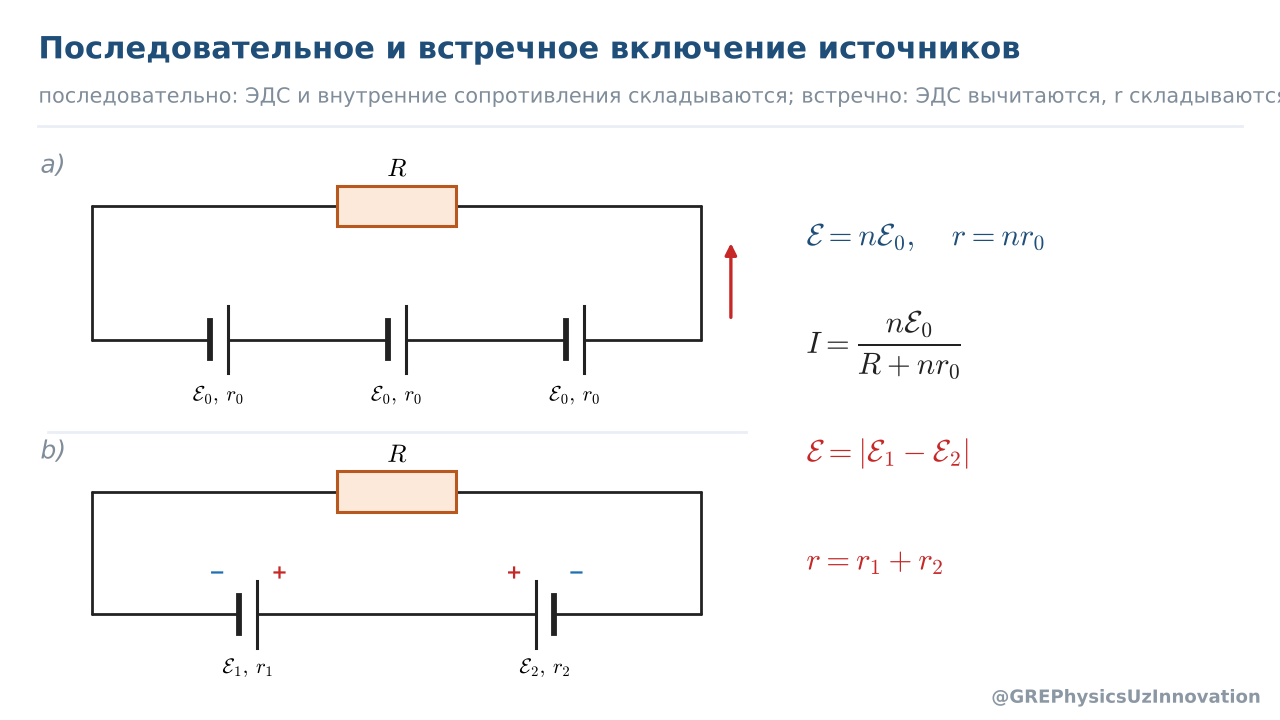 Последовательное и встречное включение источников
последовательно: ЭДС и внутренние сопротивления складываются; встречно: ЭДС вычитаются, r складываются
a)
R
ℰ₀, r₀
ℰ₀, r₀
ℰ₀, r₀
ℰ = nℰ₀, r = nr₀
I = nℰ₀ / (R + nr₀)
b)
R
− + + −
ℰ₁, r₁
ℰ₂, r₂
ℰ = |ℰ₁ − ℰ₂|
r = r₁ + r₂
@GREPhysicsUzInnovation